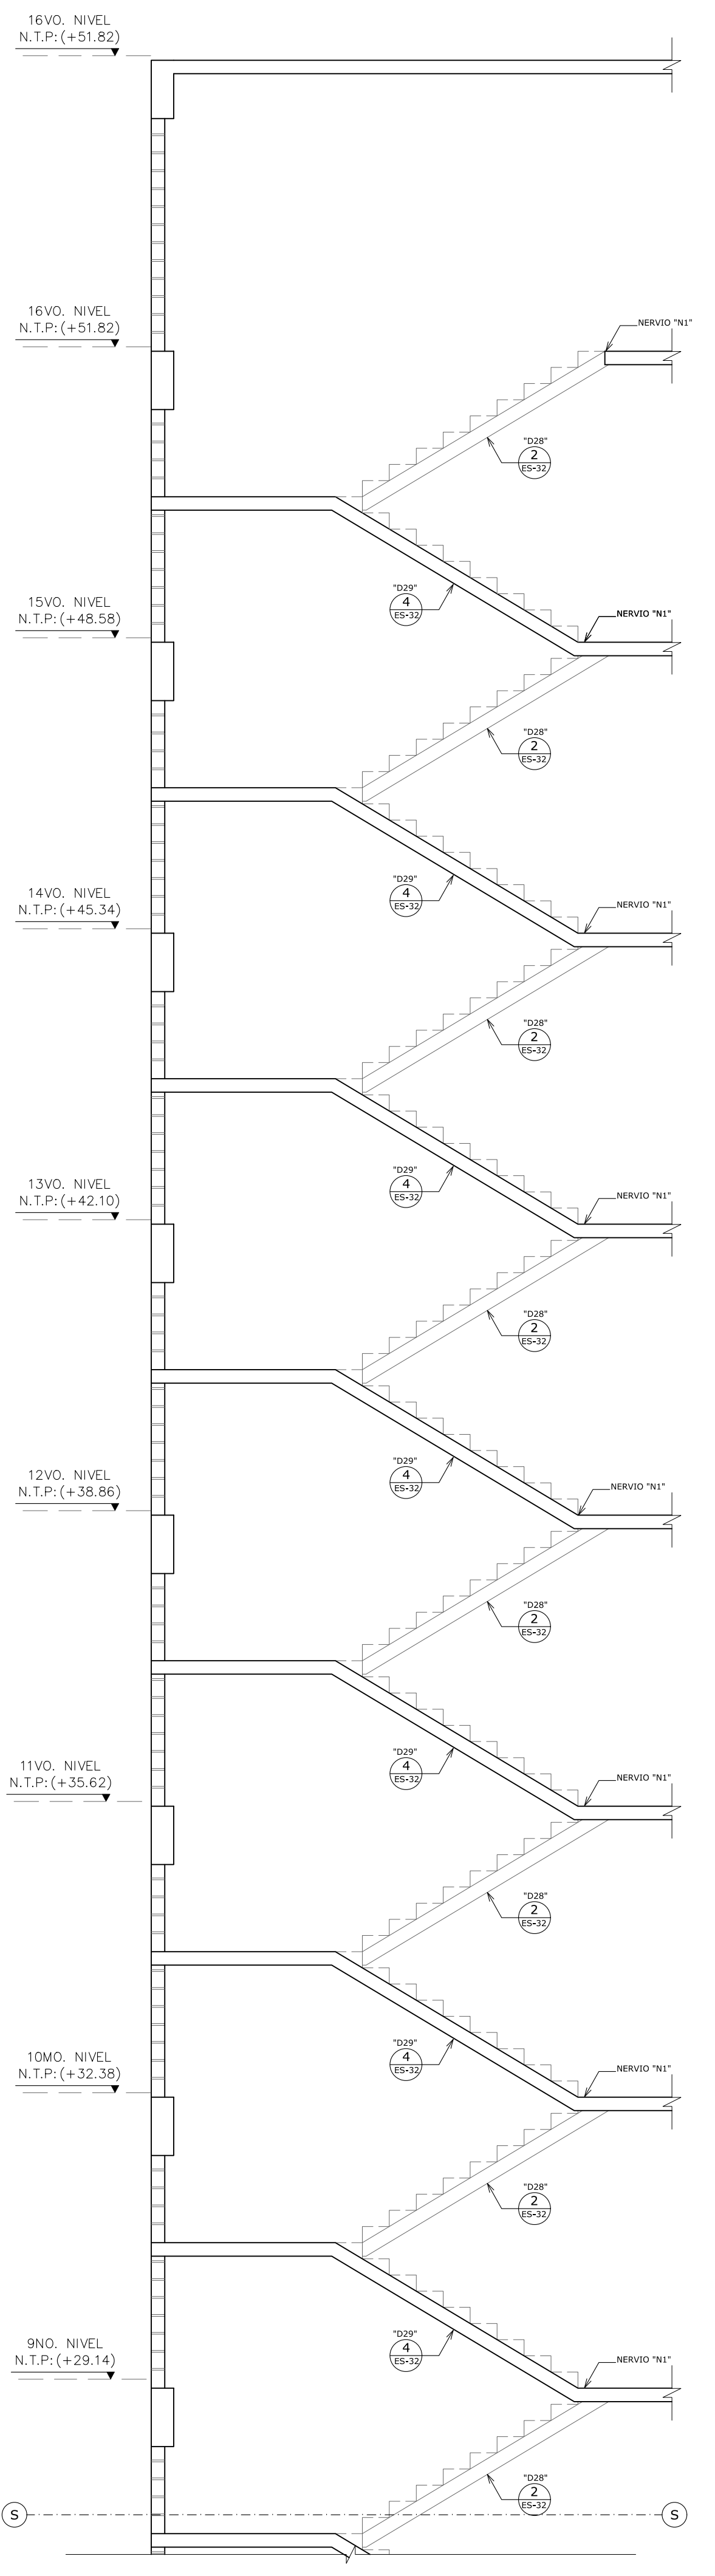 16VO. NIVEL
N.T.P:(+51.82)
16VO. NIVEL
N.T.P:(+51.82)
NERVIO "N1"
"D28"
2
ES-32
"D29"
4
ES-32
15VO. NIVEL
N.T.P:(+48.58)
NERVIO "N1"
"D28"
2
ES-32
"D29"
4
ES-32
14VO. NIVEL
N.T.P:(+45.34)
NERVIO "N1"
"D28"
2
ES-32
"D29"
4
ES-32
13VO. NIVEL
N.T.P:(+42.10)
NERVIO "N1"
"D28"
2
ES-32
"D29"
4
ES-32
12VO. NIVEL
N.T.P:(+38.86)
NERVIO "N1"
"D28"
2
ES-32
"D29"
4
ES-32
11VO. NIVEL
N.T.P:(+35.62)
NERVIO "N1"
"D28"
2
ES-32
"D29"
4
ES-32
10MO. NIVEL
N.T.P:(+32.38)
NERVIO "N1"
"D28"
2
ES-32
"D29"
4
ES-32
9NO. NIVEL
N.T.P:(+29.14)
NERVIO "N1"
"D28"
2
ES-32
S
S